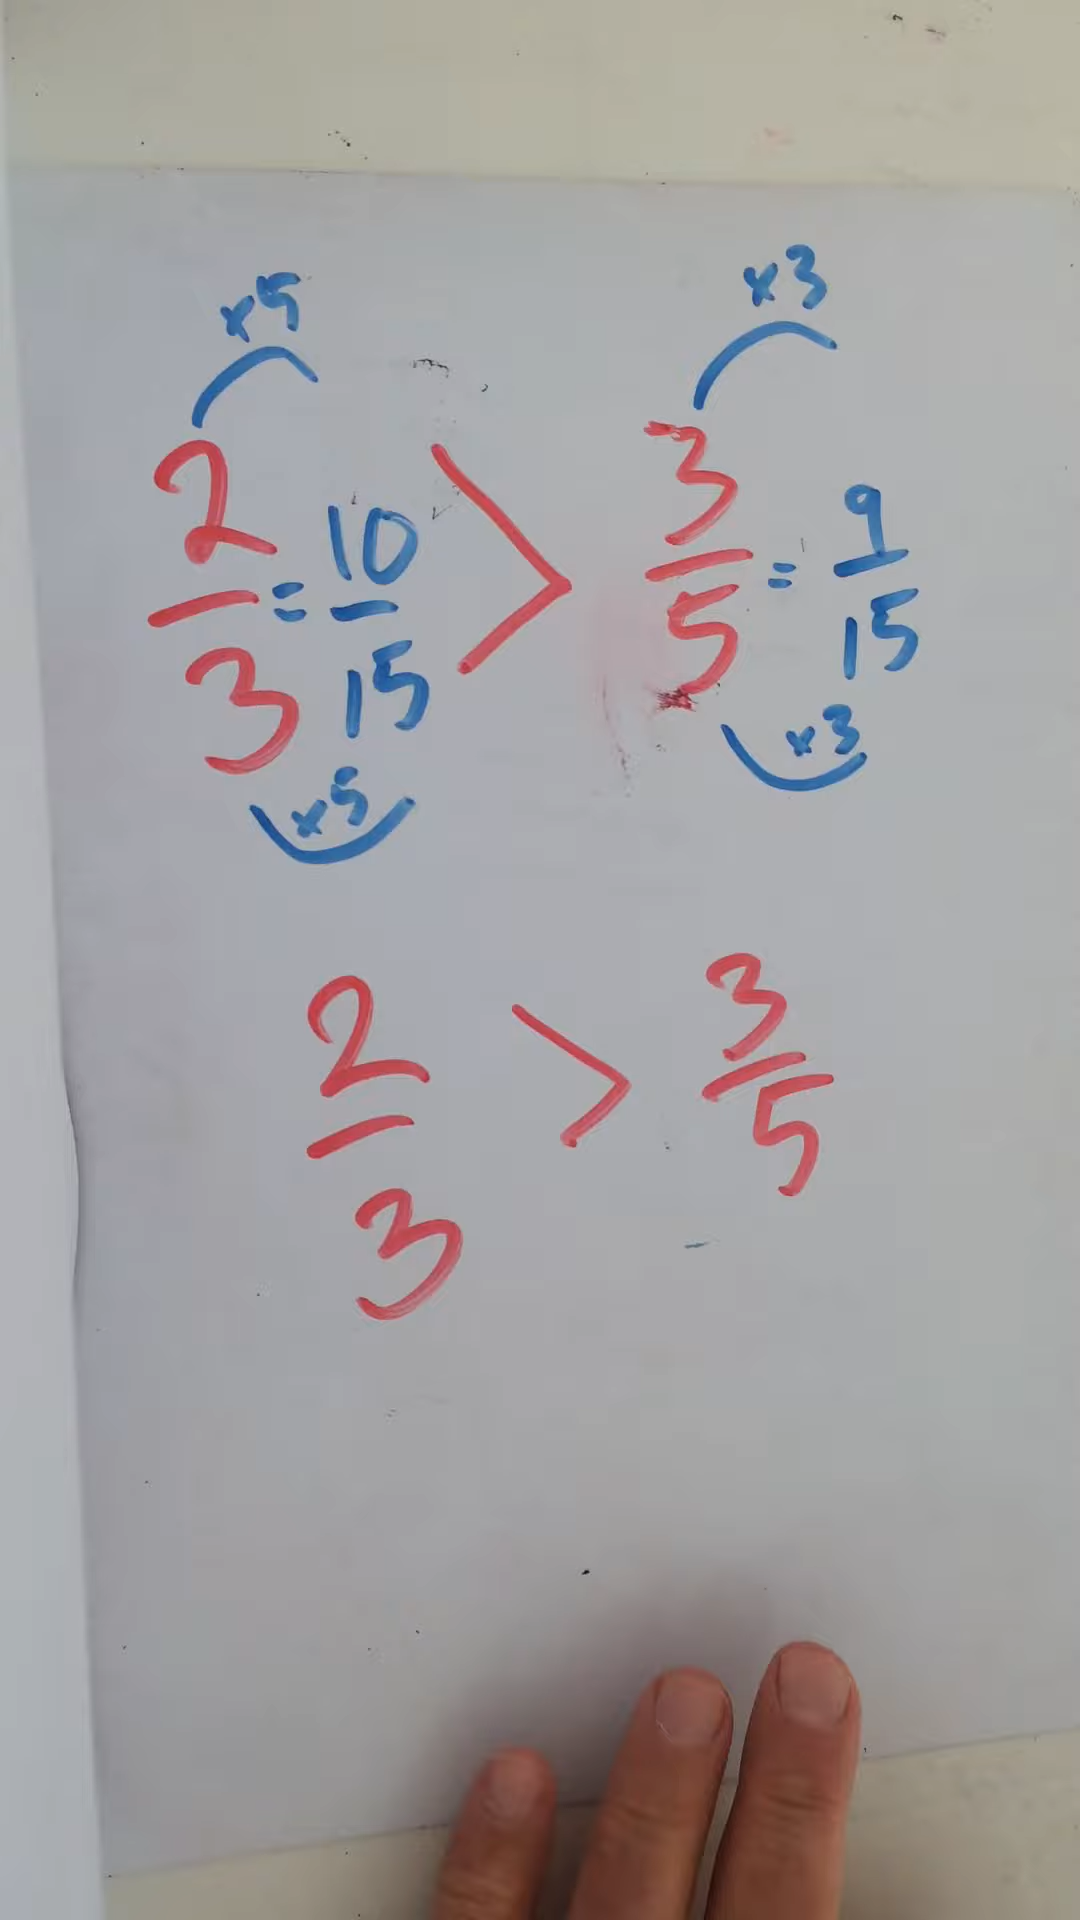 ×5 ×3
2/3 = 10/15 > 3/5 = 9/15
×5 ×3
2/3 > 3/5